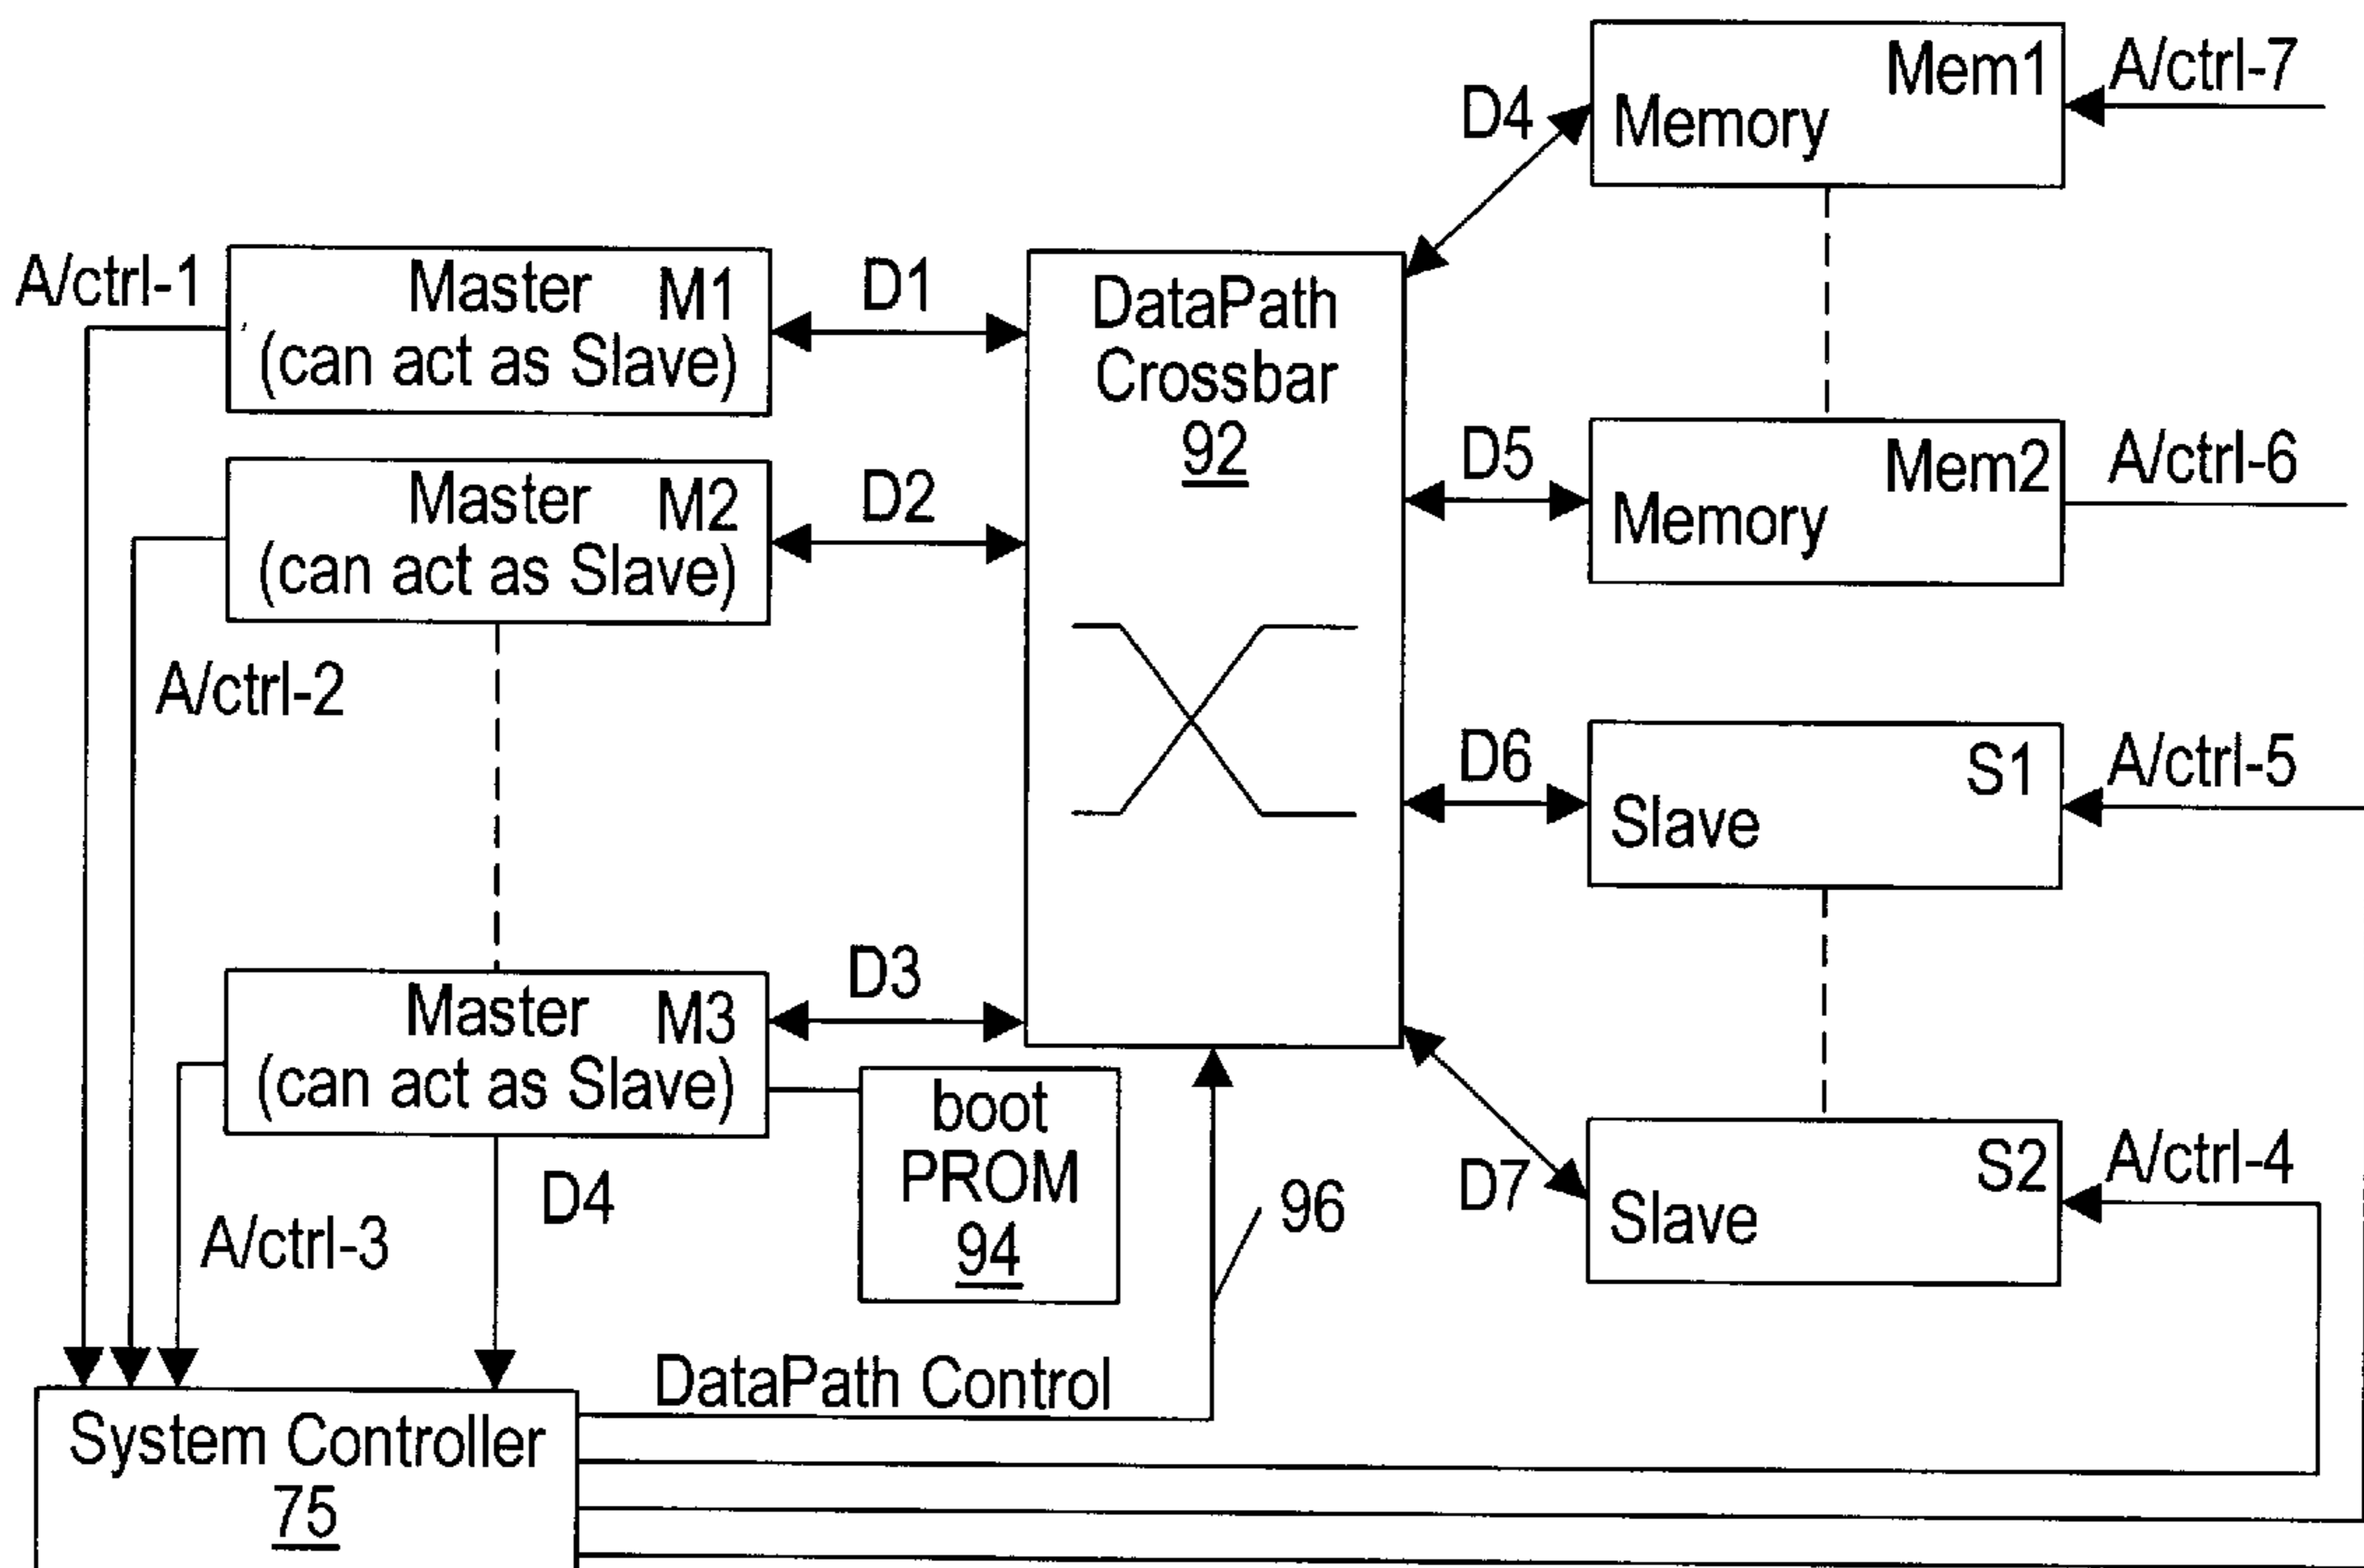 Mem1
Memory
A/ctrl-7
D4
A/ctrl-1
Master M1
(can act as Slave)
D1
DataPath
Crossbar
92
Master M2
(can act as Slave)
D2
D5
Mem2
Memory
A/ctrl-6
A/ctrl-2
D6
S1
Slave
A/ctrl-5
Master M3
(can act as Slave)
D3
boot
PROM
94
D4
A/ctrl-3
96
D7
S2
Slave
A/ctrl-4
DataPath Control
System Controller
75